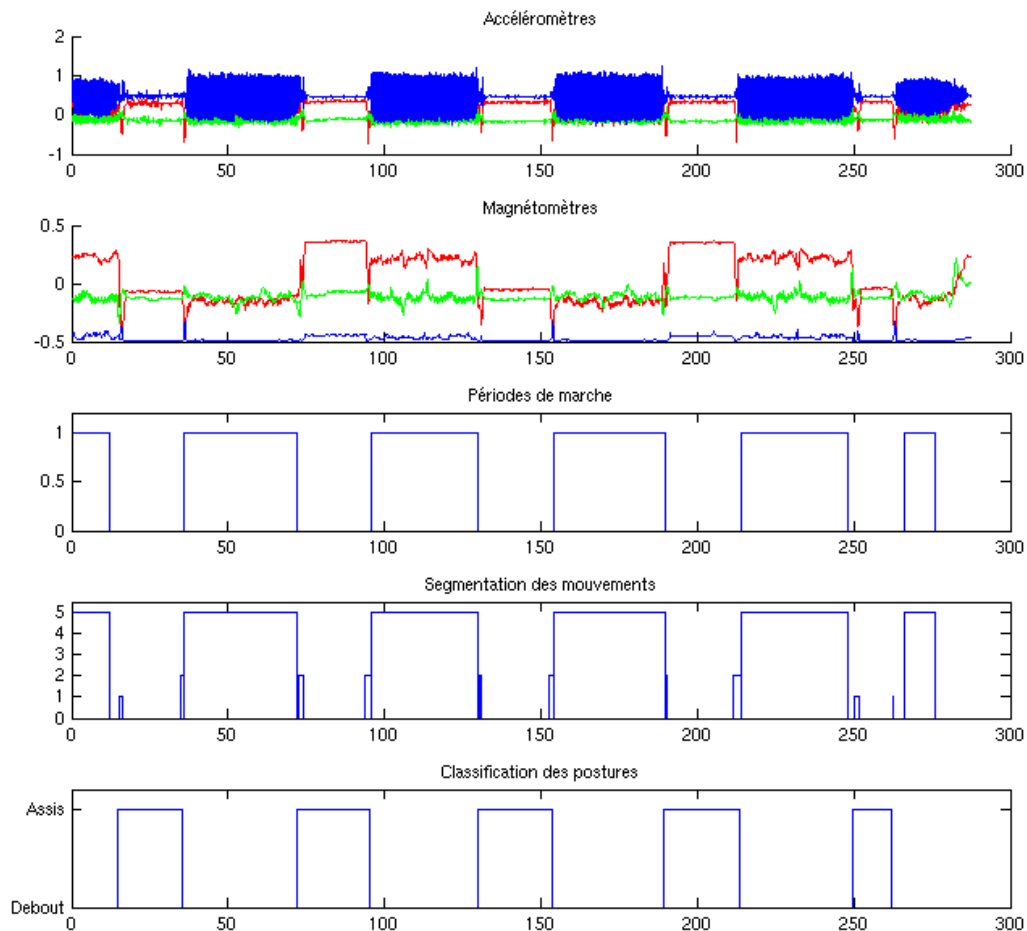 Accéléromètres
2
1
0
-1
0 50 100 150 200 250 300
Magnétomètres
0.5
0
-0.5
0 50 100 150 200 250 300
Périodes de marche
1
0.5
0
0 50 100 150 200 250 300
Segmentation des mouvements
5
4
3
2
1
0
0 50 100 150 200 250 300
Classification des postures
Assis
Debout
0 50 100 150 200 250 300